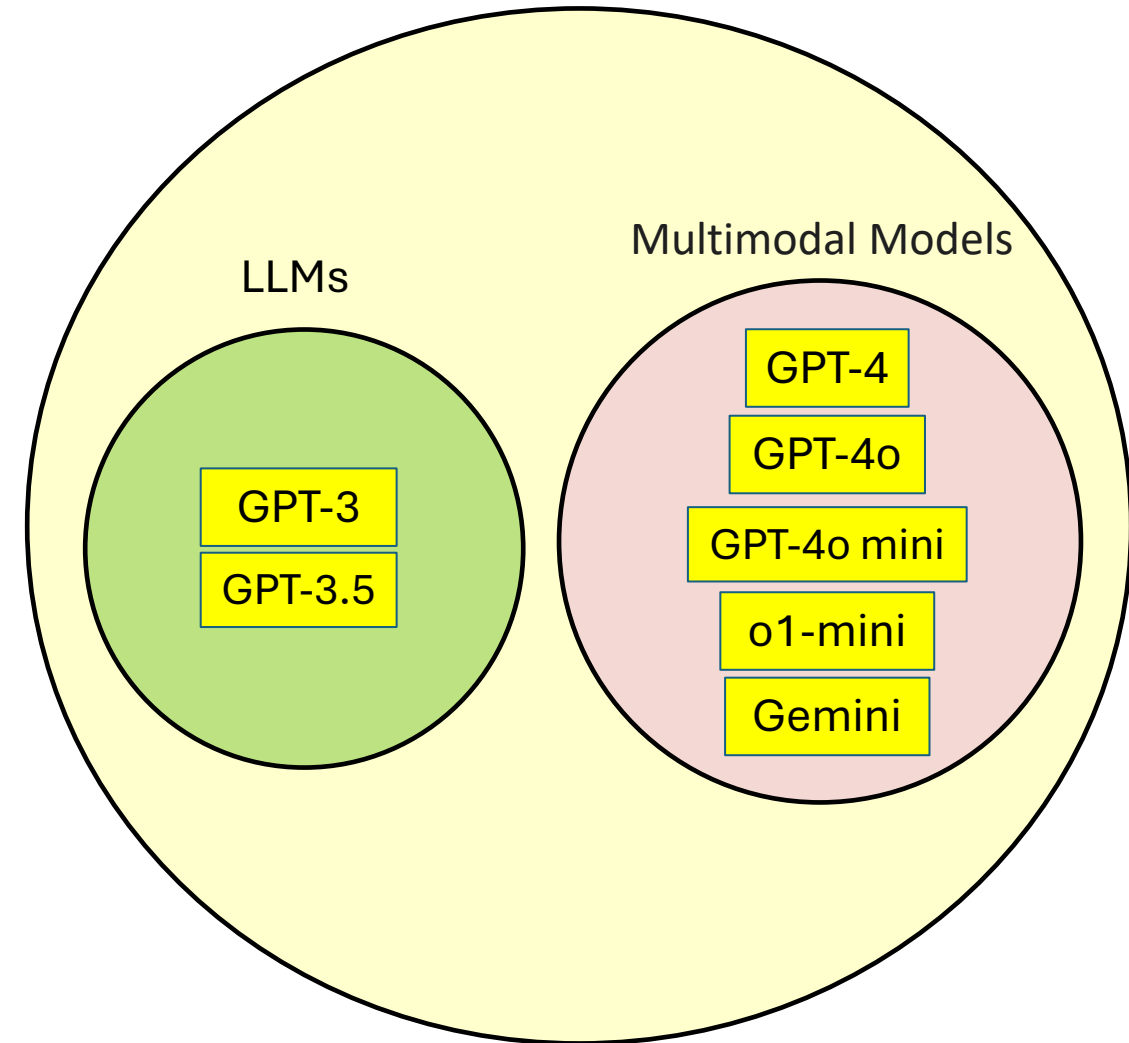 LLMs
GPT-3
GPT-3.5
Multimodal Models
GPT-4
GPT-4o
GPT-4o mini
o1-mini
Gemini